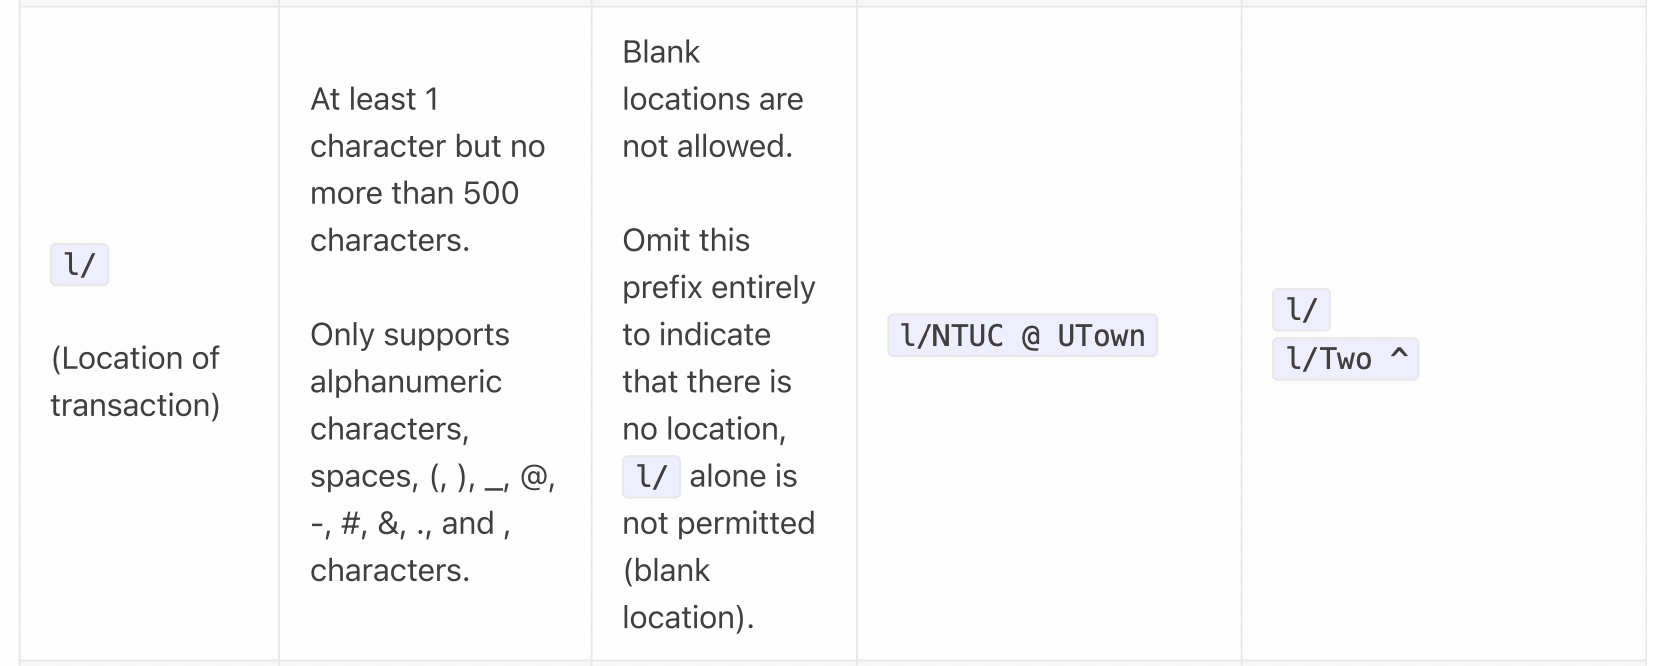 l/
(Location of
transaction)
At least 1
character but no
more than 500
characters.
Only supports
alphanumeric
characters,
spaces, (, ), _, @,
-, #, &, ., and ,
characters.
Blank
locations are
not allowed.
Omit this
prefix entirely
to indicate
that there is
no location,
l/ alone is
not permitted
(blank
location).
l/NTUC @ UTown
l/
l/Two ^